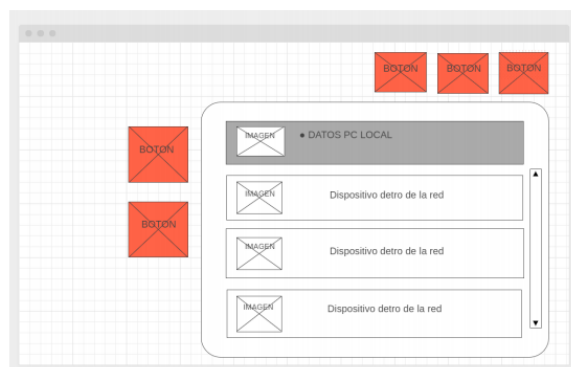 BOTON BOTON BOTON
IMAGEN ● DATOS PC LOCAL
BOTON
IMAGEN Dispositivo detro de la red
BOTON
IMAGEN Dispositivo detro de la red
IMAGEN Dispositivo detro de la red